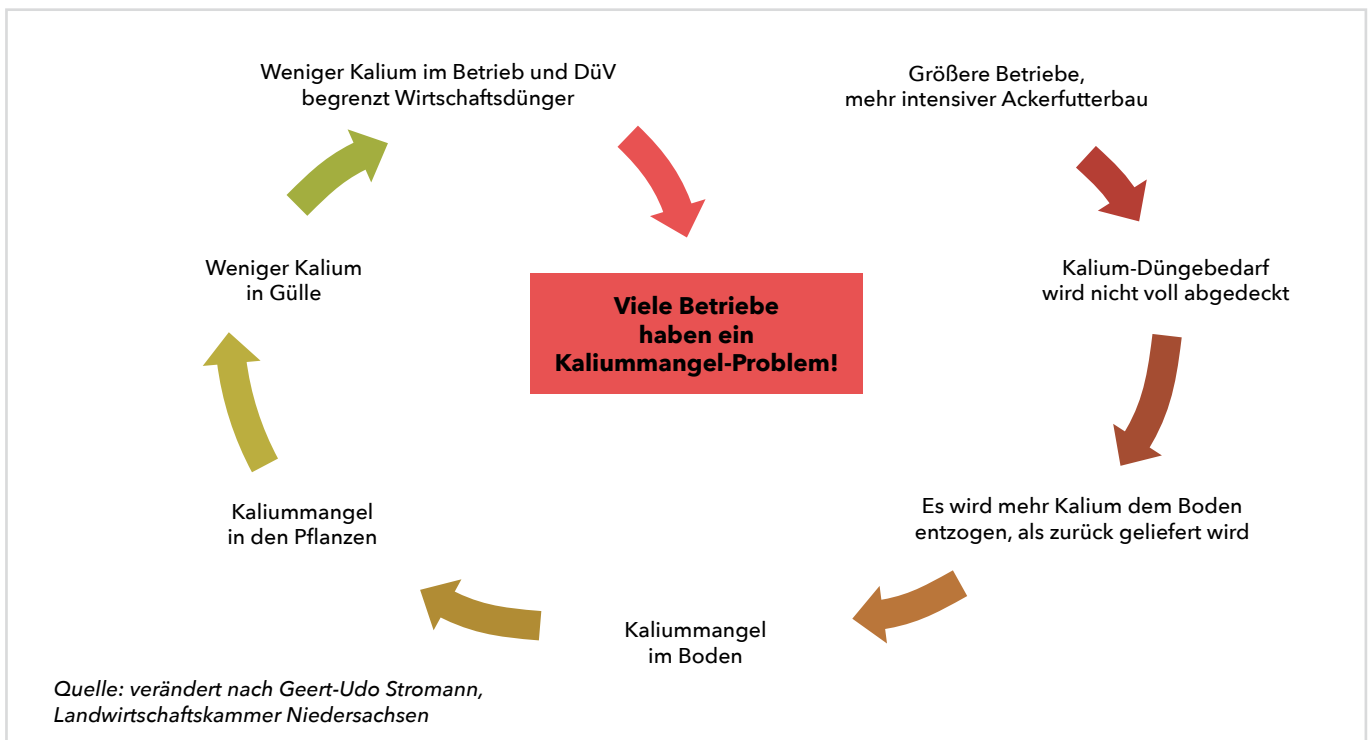 Weniger Kalium im Betrieb und DüV
begrenzt Wirtschaftsdünger
Größere Betriebe,
mehr intensiver Ackerfutterbau
Kalium-Düngebedarf
wird nicht voll abgedeckt
Es wird mehr Kalium dem Boden
entzogen, als zurück geliefert wird
Kaliummangel
im Boden
Kaliummangel
in den Pflanzen
Weniger Kalium
in Gülle
Viele Betriebe
haben ein
Kaliummangel-Problem!
Quelle: verändert nach Geert-Udo Stromann,
Landwirtschaftskammer Niedersachsen